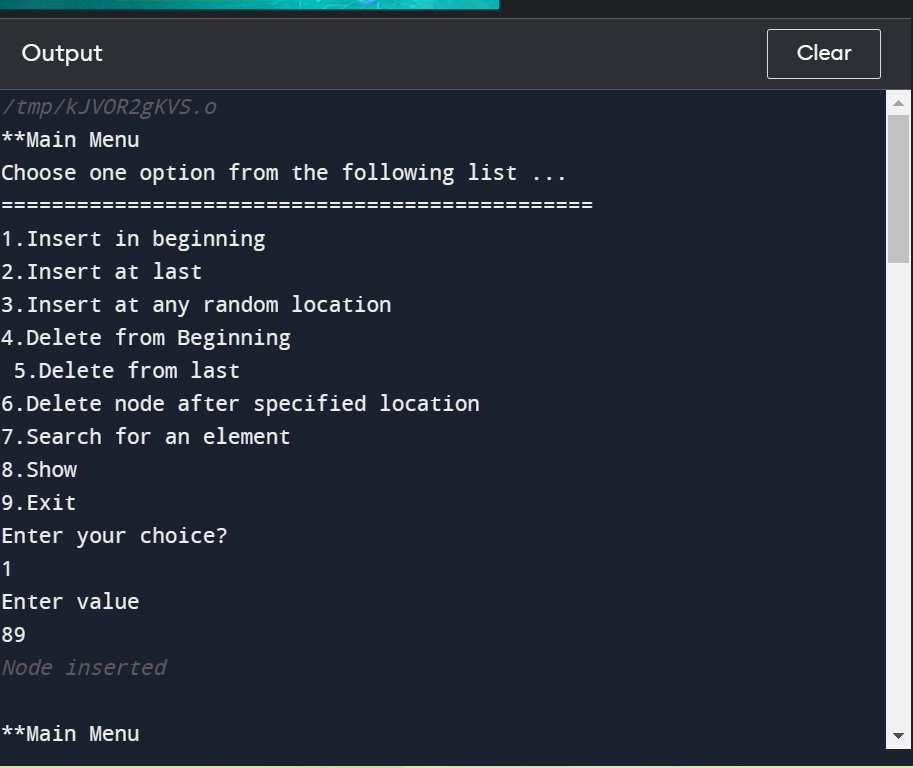 Output
Clear
/tmp/kJVOR2gKVS.o
**Main Menu
Choose one option from the following list ...
===============================================
1.Insert in beginning
2.Insert at last
3.Insert at any random location
4.Delete from Beginning
 5.Delete from last
6.Delete node after specified location
7.Search for an element
8.Show
9.Exit
Enter your choice?
1
Enter value
89
Node inserted
**Main Menu